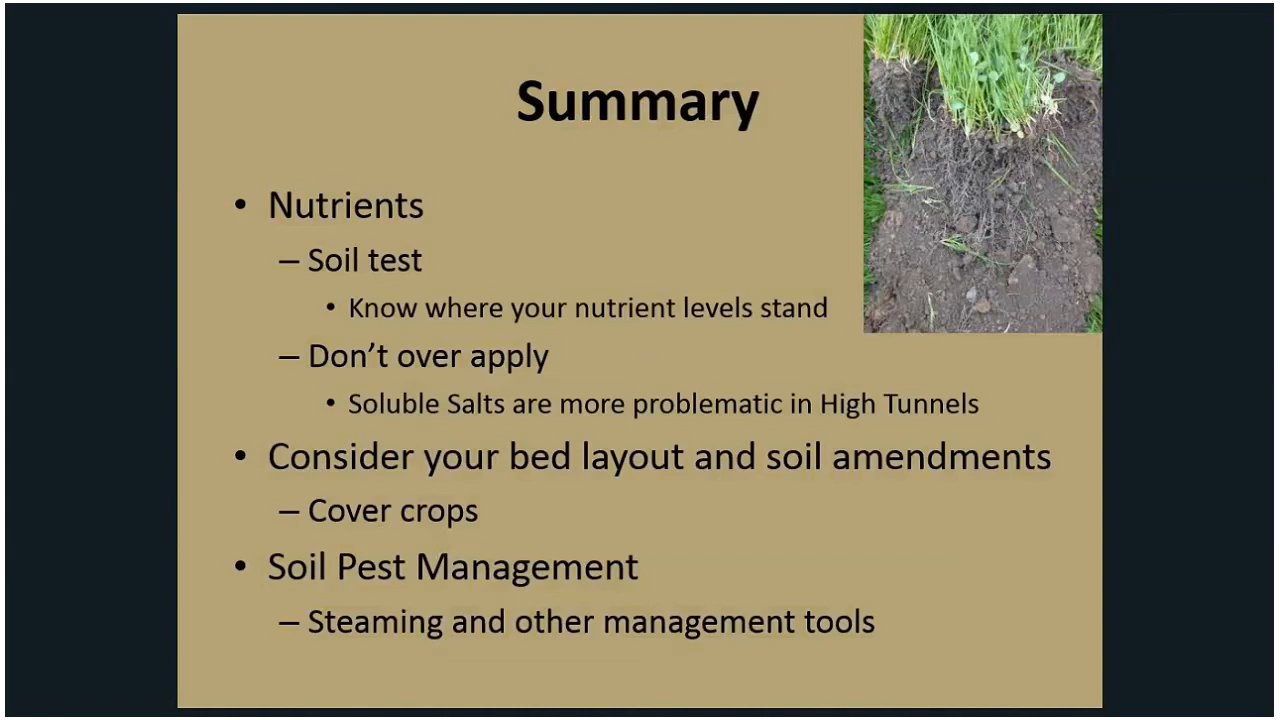 Summary
• Nutrients
– Soil test
• Know where your nutrient levels stand
– Don’t over apply
• Soluble Salts are more problematic in High Tunnels
• Consider your bed layout and soil amendments
– Cover crops
• Soil Pest Management
– Steaming and other management tools